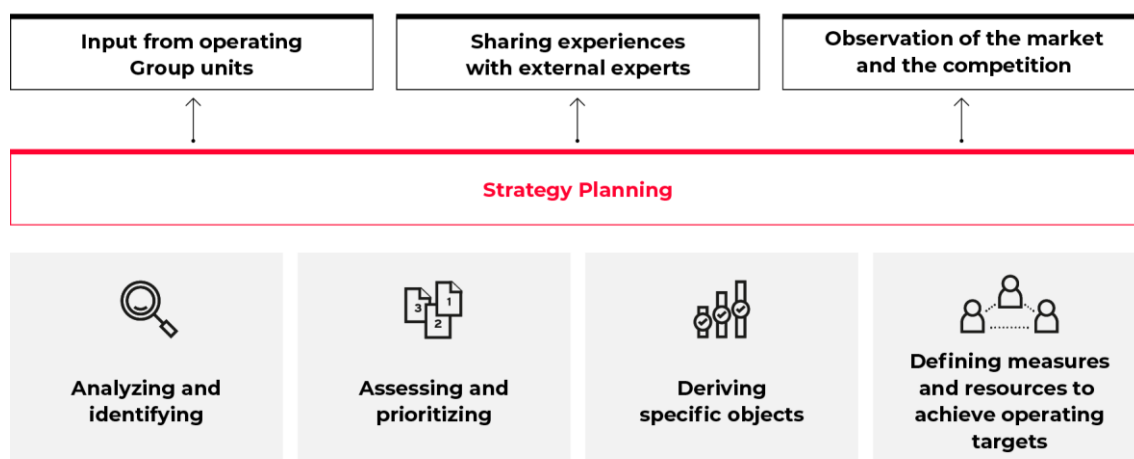 Input from operating
Group units
Sharing experiences
with external experts
Observation of the market
and the competition
Strategy Planning
Analyzing and
identifying
3
1
2
Assessing and
prioritizing
Deriving
specific objects
Defining measures
and resources to
achieve operating
targets